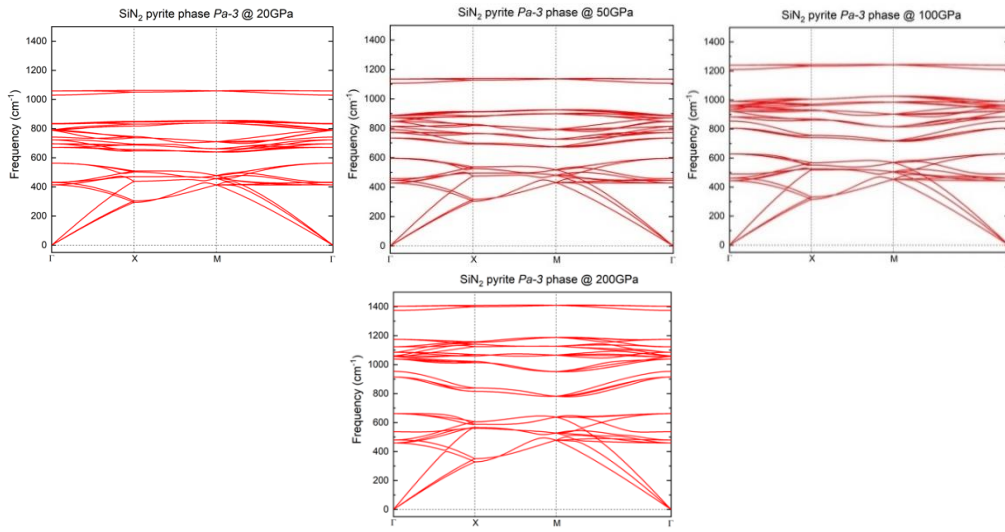 SiN₂ pyrite phase Pa-3 @ 20GPa
1400
1200
1000
800
600
400
200
0
Frequency (cm⁻¹)
Γ X M Γ
SiN₂ pyrite phase Pa-3 @ 50GPa
1400
1200
1000
800
600
400
200
0
Frequency (cm⁻¹)
Γ X M Γ
SiN₂ pyrite Pa-3 phase @ 100GPa
1400
1200
1000
800
600
400
200
0
Frequency (cm⁻¹)
Γ X M Γ
SiN₂ pyrite Pa-3 phase @ 200GPa
1400
1200
1000
800
600
400
200
0
Frequency (cm⁻¹)
Γ X M Γ